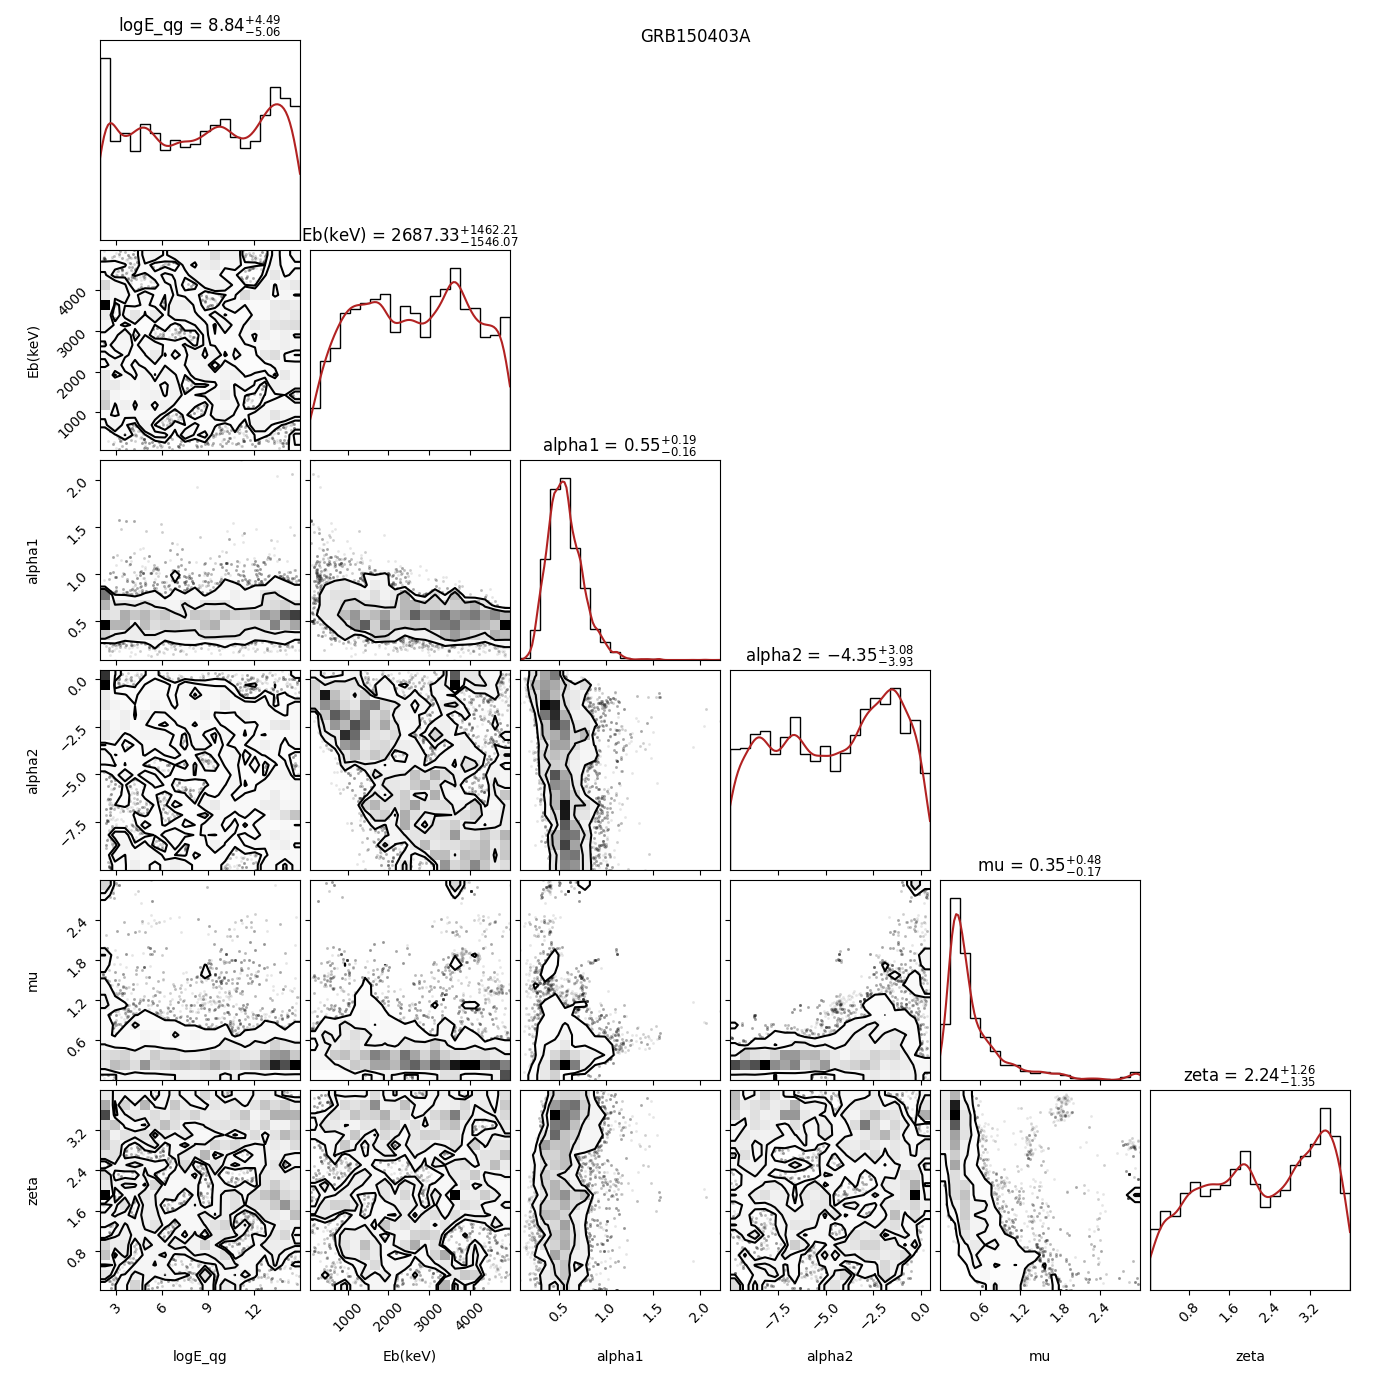 GRB150403A
logE_qg = 8.84+4.49 −5.06
Eb(keV) = 2687.33+1462.21 −1546.07
Eb(keV)
4000
3000
2000
1000
alpha1 = 0.55+0.19 −0.16
alpha1
2.0
1.5
1.0
0.5
alpha2 = −4.35+3.08 −3.93
alpha2
0.0
−2.5
−5.0
−7.5
mu = 0.35+0.48 −0.17
mu
2.4
1.8
1.2
0.6
zeta = 2.24+1.26 −1.35
zeta
3.2
2.4
1.6
0.8
3 6 9 12
1000 2000 3000 4000
0.5 1.0 1.5 2.0
−7.5 −5.0 −2.5 0.0
0.6 1.2 1.8 2.4
0.8 1.6 2.4 3.2
logE_qg Eb(keV) alpha1 alpha2 mu zeta